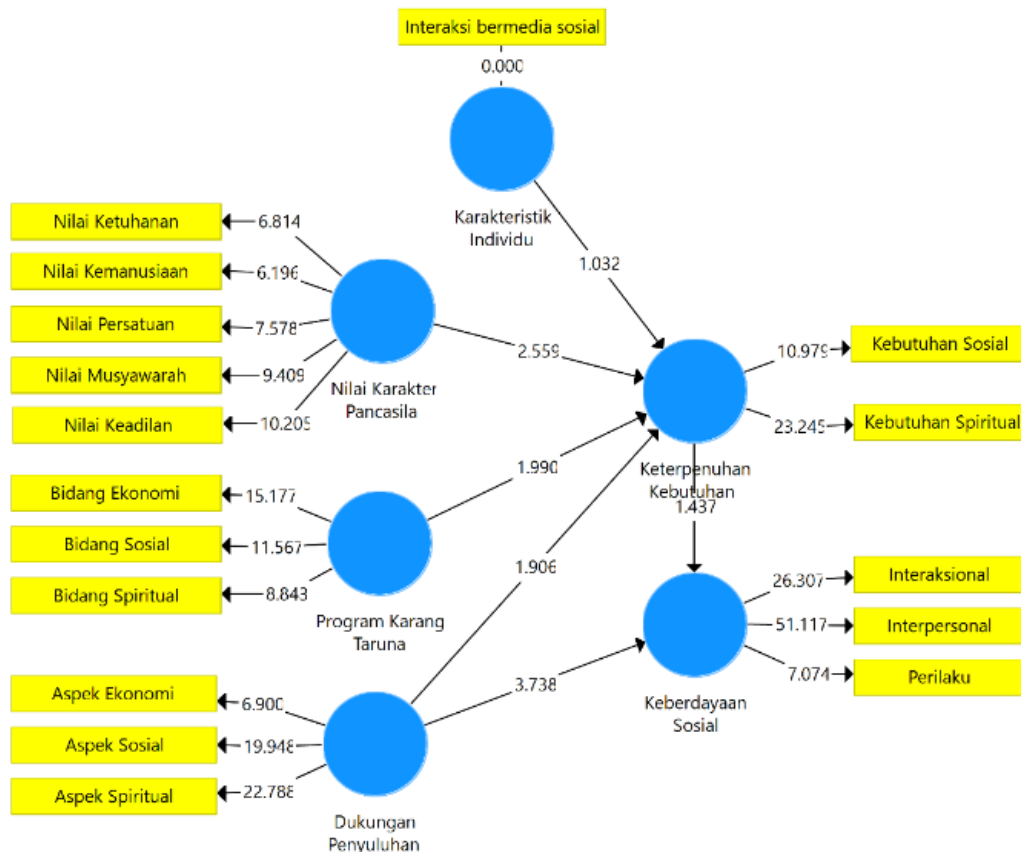 Interaksi bermedia sosial
0.000
Karakteristik
Individu
1.032
Nilai Ketuhanan
6.814
Nilai Kemanusiaan
6.196
Nilai Persatuan
7.578
Nilai Musyawarah
9.409
Nilai Keadilan
10.205
Nilai Karakter
Pancasila
2.559
Kebutuhan Sosial
10.979
Kebutuhan Spiritual
23.245
Keterpenuhan
Kebutuhan
1.437
Bidang Ekonomi
15.177
Bidang Sosial
11.567
Bidang Spiritual
8.843
Program Karang
Taruna
1.990
1.906
Interaksional
26.307
Interpersonal
51.117
Perilaku
7.074
Keberdayaan
Sosial
3.738
Aspek Ekonomi
6.900
Aspek Sosial
19.948
Aspek Spiritual
22.788
Dukungan
Penyuluhan